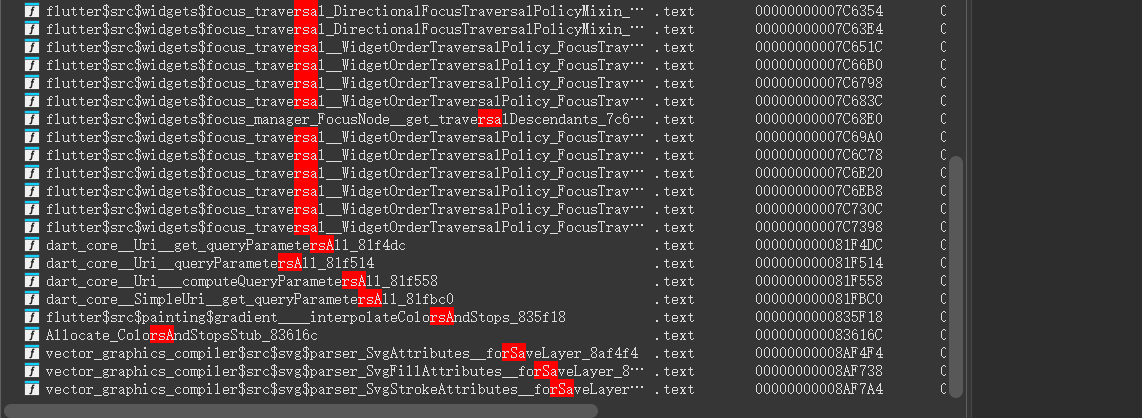 flutter$src$widgets$focus_traversal_DirectionalFocusTraversalPolicyMixin_… .text 00000000007C6354 C
flutter$src$widgets$focus_traversal_DirectionalFocusTraversalPolicyMixin_… .text 00000000007C63E4 C
flutter$src$widgets$focus_traversal__WidgetOrderTraversalPolicy_FocusTrav… .text 00000000007C651C C
flutter$src$widgets$focus_traversal__WidgetOrderTraversalPolicy_FocusTrav… .text 00000000007C66B0 C
flutter$src$widgets$focus_traversal__WidgetOrderTraversalPolicy_FocusTrav… .text 00000000007C6798 C
flutter$src$widgets$focus_traversal__WidgetOrderTraversalPolicy_FocusTrav… .text 00000000007C683C C
flutter$src$widgets$focus_manager_FocusNode__get_traversalDescendants_7c6… .text 00000000007C68E0 C
flutter$src$widgets$focus_traversal__WidgetOrderTraversalPolicy_FocusTrav… .text 00000000007C69A0 C
flutter$src$widgets$focus_traversal__WidgetOrderTraversalPolicy_FocusTrav… .text 00000000007C6C78 C
flutter$src$widgets$focus_traversal__WidgetOrderTraversalPolicy_FocusTrav… .text 00000000007C6E20 C
flutter$src$widgets$focus_traversal__WidgetOrderTraversalPolicy_FocusTrav… .text 00000000007C6EB8 C
flutter$src$widgets$focus_traversal__WidgetOrderTraversalPolicy_FocusTrav… .text 00000000007C730C C
flutter$src$widgets$focus_traversal__WidgetOrderTraversalPolicy_FocusTrav… .text 00000000007C7398 C
dart_core__Uri__get_queryParametersAll_81f4dc .text 000000000081F4DC C
dart_core__Uri__queryParametersAll_81f514 .text 000000000081F514 C
dart_core__Uri___computeQueryParametersAll_81f558 .text 000000000081F558 C
dart_core__SimpleUri__get_queryParametersAll_81fbc0 .text 000000000081FBC0 C
flutter$src$painting$gradient____interpolateColorsAndStops_835f18 .text 0000000000835F18 C
Allocate_ColorsAndStopsStub_83616c .text 000000000083616C C
vector_graphics_compiler$src$svg$parser_SvgAttributes__forSaveLayer_8af4f4 .text 00000000008AF4F4 C
vector_graphics_compiler$src$svg$parser_SvgFillAttributes__forSaveLayer_8… .text 00000000008AF738 C
vector_graphics_compiler$src$svg$parser_SvgStrokeAttributes__forSaveLayer… .text 00000000008AF7A4 C